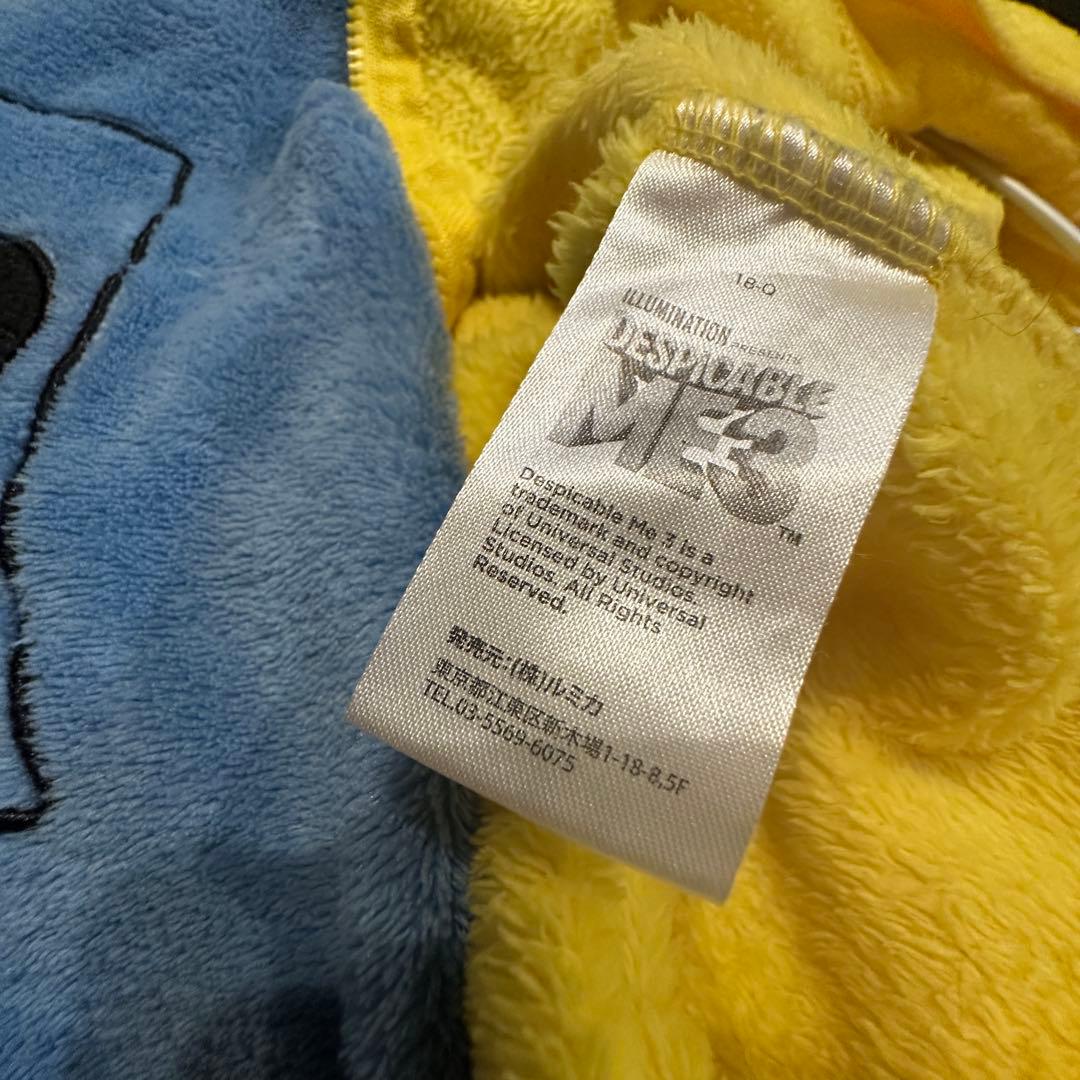 18-Q
ILLUMINATION
PRESENTS
DESPICABLE
ME3
TM
Despicable Me 3 is a
trademark and copyright
of Universal Studios.
Licensed by Universal
Studios. All Rights
Reserved.
発売元:(株)ルミカ
東京都江東区新木場1-18-8,5F
TEL.03-5569-6075